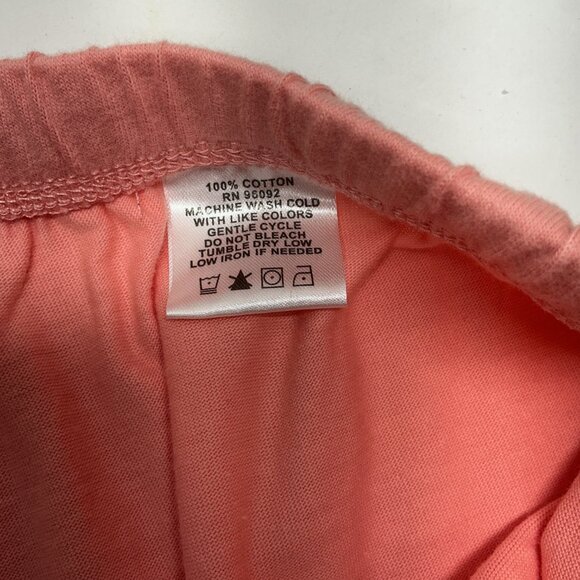 100% COTTON
RN 96092
MACHINE WASH COLD
WITH LIKE COLORS
GENTLE CYCLE
DO NOT BLEACH
TUMBLE DRY LOW
LOW IRON IF NEEDED